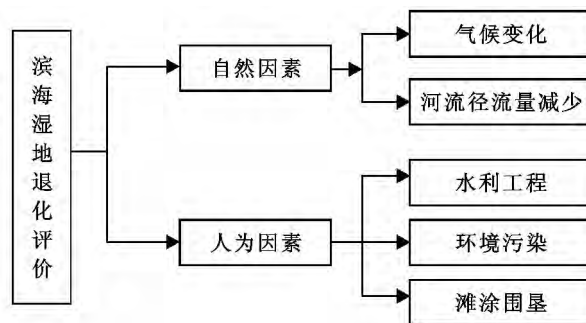 滨海湿地退化评价
自然因素
气候变化
河流径流量减少
人为因素
水利工程
环境污染
滩涂围垦